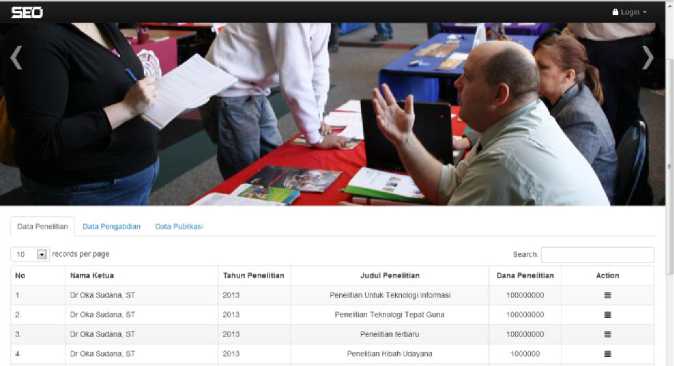 SEO Login
Data Penelitian Data Pengabdian Data Publikasi
10 records per page Search:
No Nama Ketua Tahun Penelitian Judul Penelitian Dana Penelitian Action
1. Dr Oka Sudana, ST 2013 Penelitian Untuk Teknologi Informasi 100000000
2. Dr Oka Sudana, ST 2013 Penelitian Teknologi Tepat Guna 100000000
3. Dr Oka Sudana, ST 2013 Penelitian terbaru 100000000
4. Dr Oka Sudana, ST 2013 Penelitian Hibah Udayana 1000000